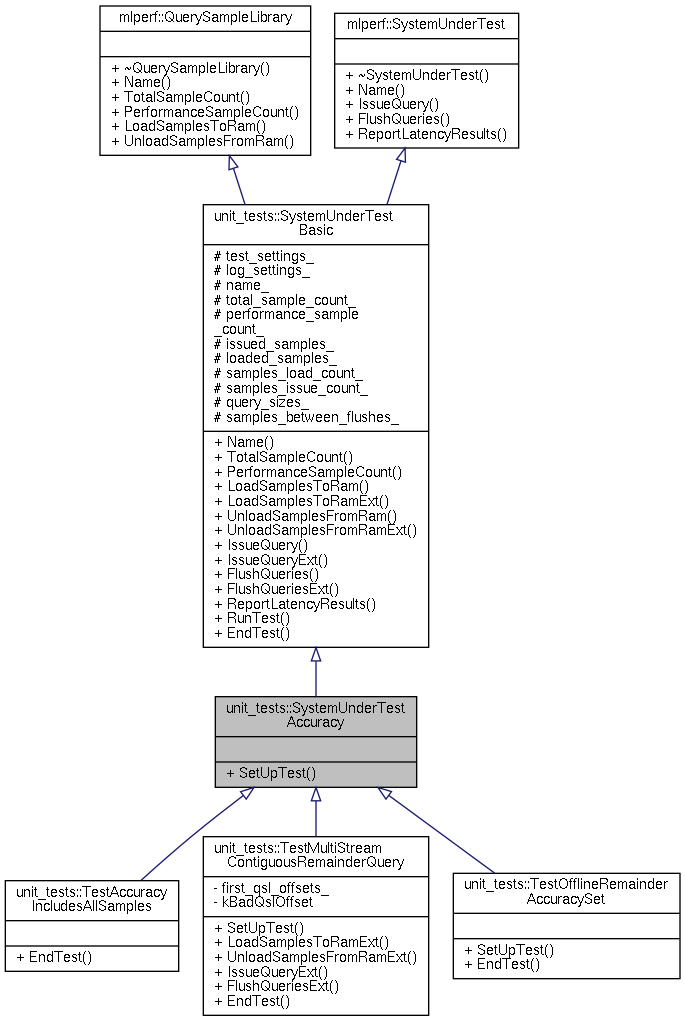 mlperf::QuerySampleLibrary
+ ~QuerySampleLibrary()
+ Name()
+ TotalSampleCount()
+ PerformanceSampleCount()
+ LoadSamplesToRam()
+ UnloadSamplesFromRam()
mlperf::SystemUnderTest
+ ~SystemUnderTest()
+ Name()
+ IssueQuery()
+ FlushQueries()
+ ReportLatencyResults()
unit_tests::SystemUnderTest
Basic
# test_settings_
# log_settings_
# name_
# total_sample_count_
# performance_sample
_count_
# issued_samples_
# loaded_samples_
# samples_load_count_
# samples_issue_count_
# query_sizes_
# samples_between_flushes_
+ Name()
+ TotalSampleCount()
+ PerformanceSampleCount()
+ LoadSamplesToRam()
+ LoadSamplesToRamExt()
+ UnloadSamplesFromRam()
+ UnloadSamplesFromRamExt()
+ IssueQuery()
+ IssueQueryExt()
+ FlushQueries()
+ FlushQueriesExt()
+ ReportLatencyResults()
+ RunTest()
+ EndTest()
unit_tests::SystemUnderTest
Accuracy
+ SetUpTest()
unit_tests::TestAccuracy
IncludesAllSamples
+ EndTest()
unit_tests::TestMultiStream
ContiguousRemainderQuery
- first_qsl_offsets_
- kBadQslOffset
+ SetUpTest()
+ LoadSamplesToRamExt()
+ UnloadSamplesFromRamExt()
+ IssueQueryExt()
+ FlushQueriesExt()
+ EndTest()
unit_tests::TestOfflineRemainder
AccuracySet
+ SetUpTest()
+ EndTest()